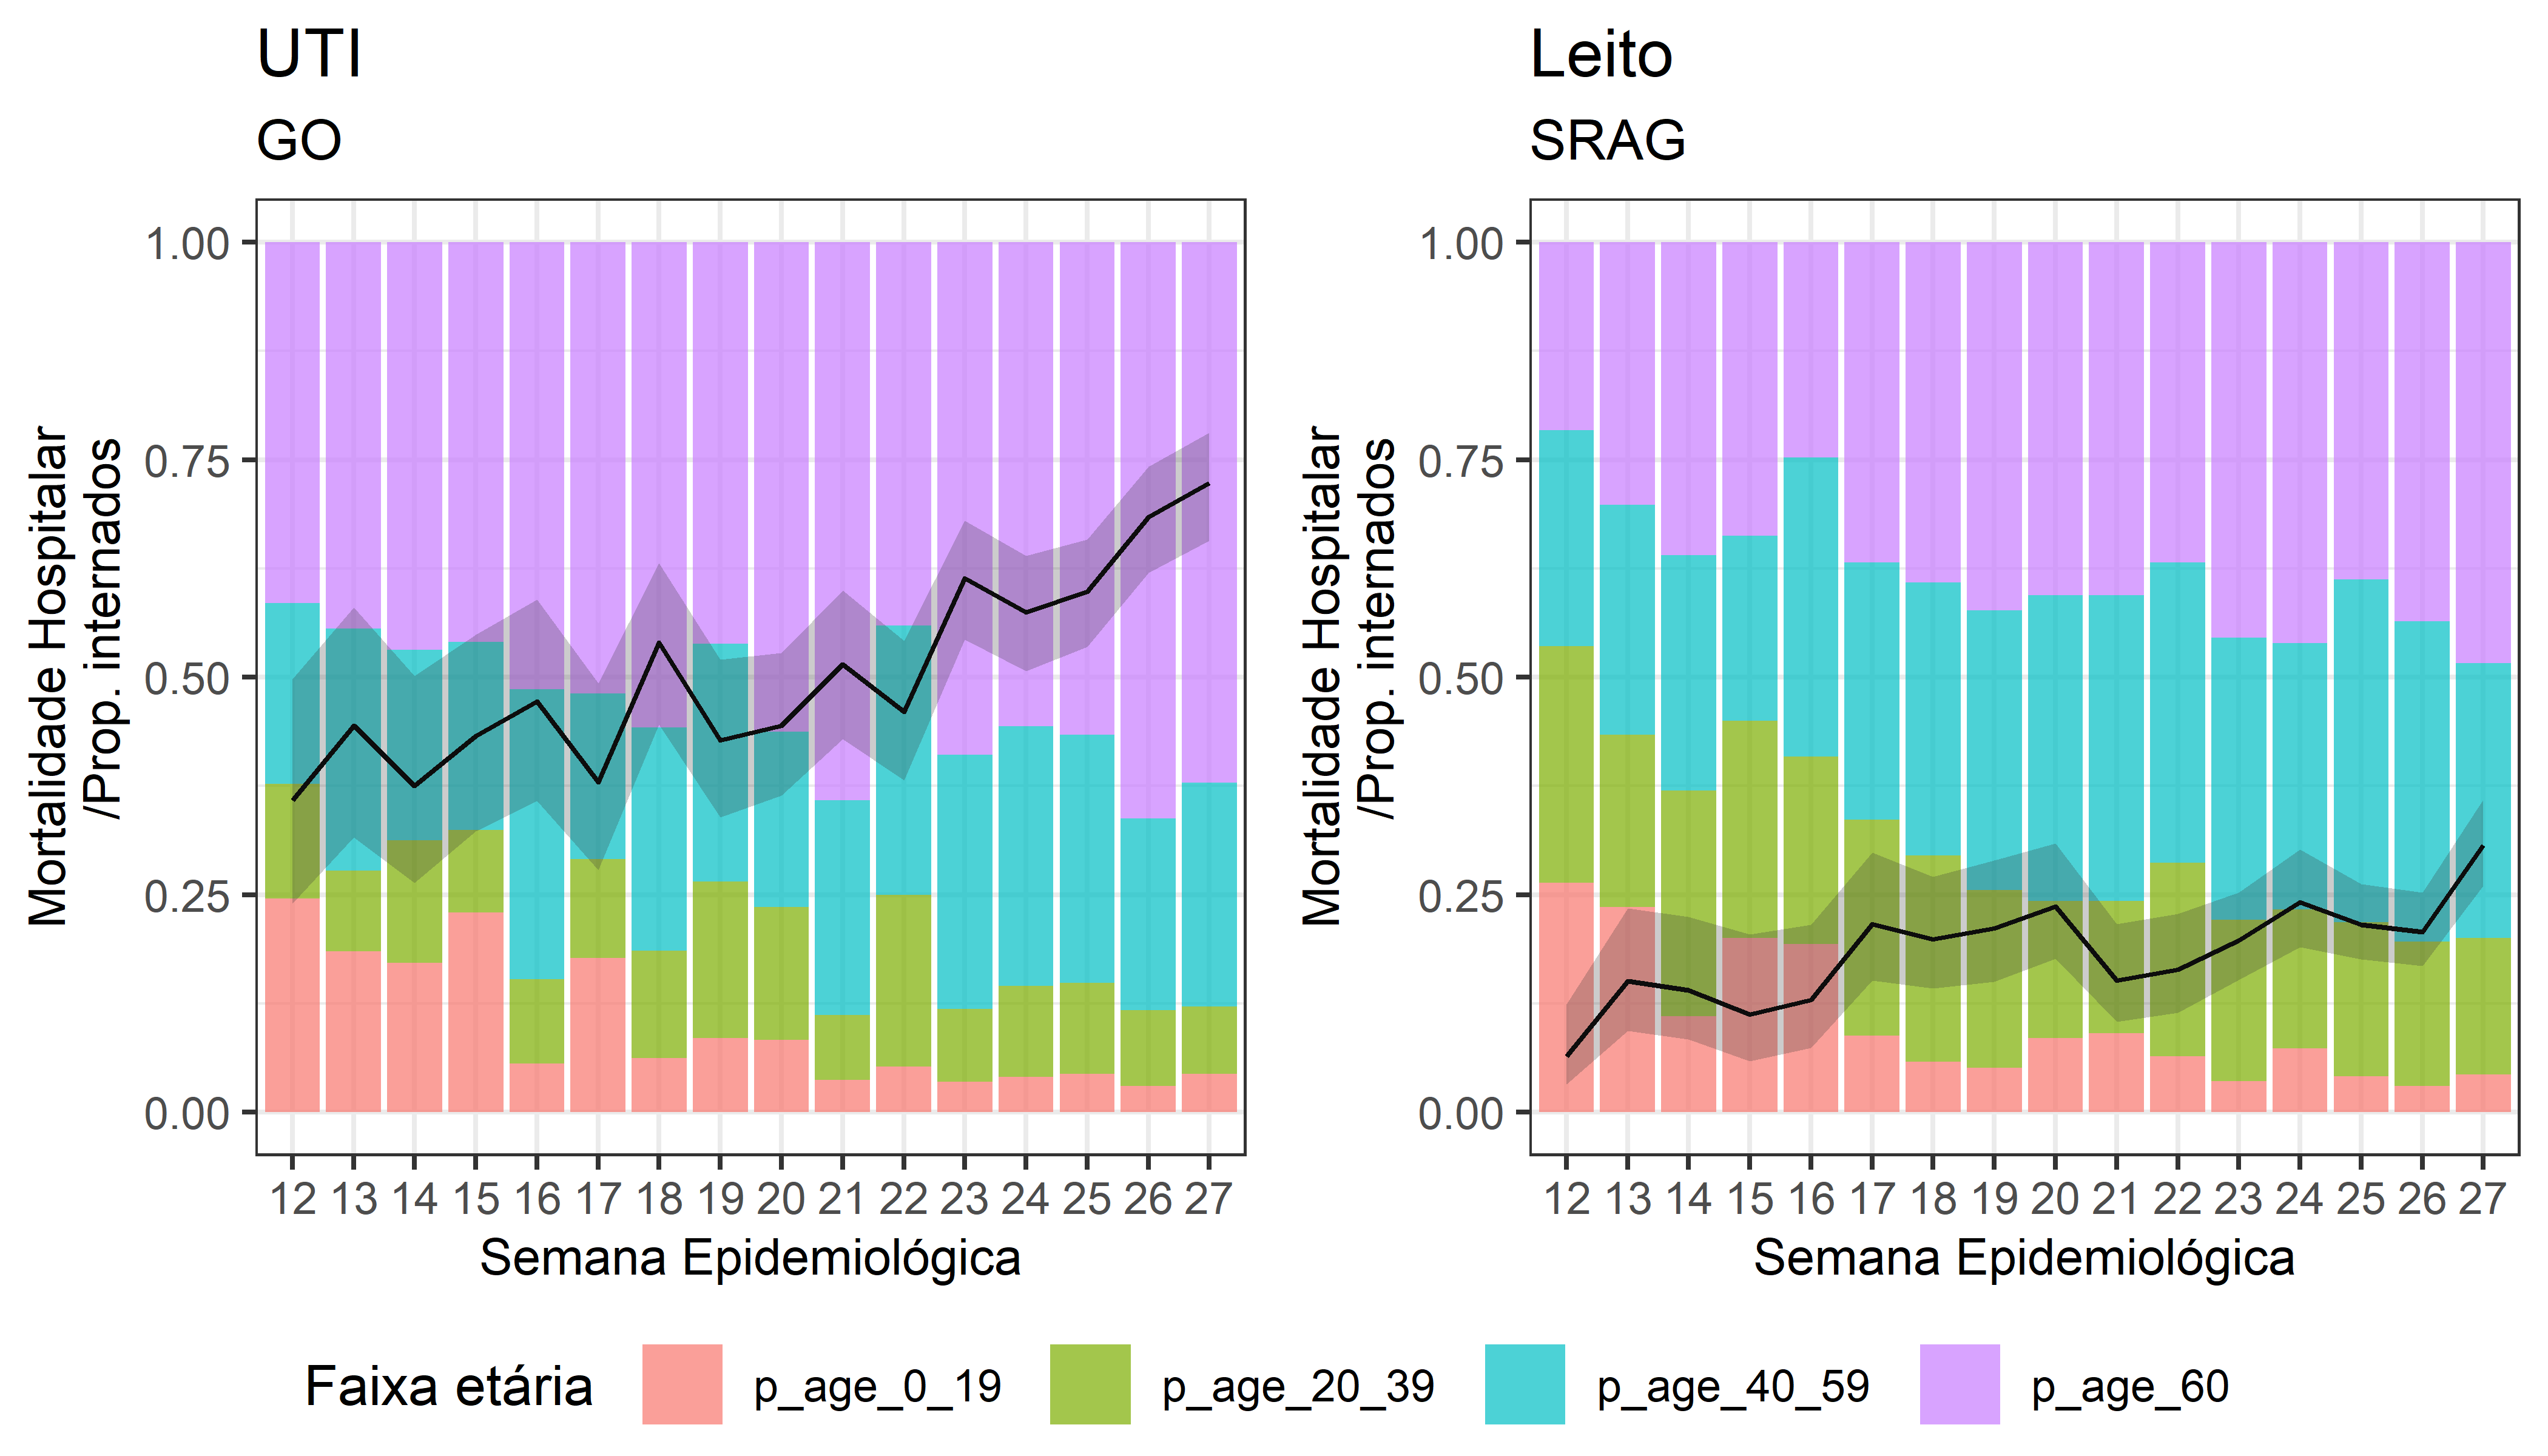 UTI
GO
Mortalidade Hospitalar
/Prop. internados
1.00
0.75
0.50
0.25
0.00
12 13 14 15 16 17 18 19 20 21 22 23 24 25 26 27
Semana Epidemiológica
Leito
SRAG
Mortalidade Hospitalar
/Prop. internados
1.00
0.75
0.50
0.25
0.00
12 13 14 15 16 17 18 19 20 21 22 23 24 25 26 27
Semana Epidemiológica
Faixa etária p_age_0_19 p_age_20_39 p_age_40_59 p_age_60